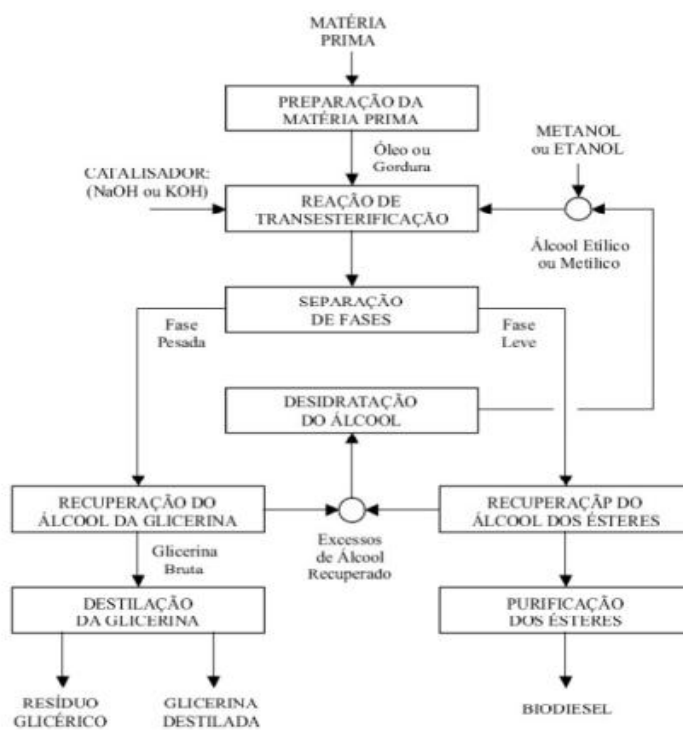 MATÉRIA
PRIMA
PREPARAÇÃO DA
MATÉRIA PRIMA
METANOL
ou ETANOL
Óleo ou
Gordura
CATALISADOR:
(NaOH ou KOH)
REAÇÃO DE
TRANSESTERIFICAÇÃO
Álcool Etílico
ou Metílico
SEPARAÇÃO
DE FASES
Fase
Pesada
Fase
Leve
DESIDRATAÇÃO
DO ÁLCOOL
RECUPERAÇÃO DO
ÁLCOOL DA GLICERINA
RECUPERAÇÃP DO
ÁLCOOL DOS ÉSTERES
Excessos
de Álcool
Recuperado
Glicerina
Bruta
DESTILAÇÃO
DA GLICERINA
PURIFICAÇÃO
DOS ÉSTERES
RESÍDUO
GLICÉRICO
GLICERINA
DESTILADA
BIODIESEL